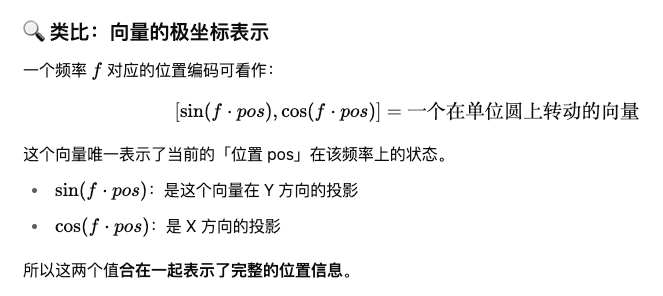 🔍 类比：向量的极坐标表示
一个频率 f 对应的位置编码可看作：
[sin(f · pos), cos(f · pos)] = 一个在单位圆上转动的向量
这个向量唯一表示了当前的「位置 pos」在该频率上的状态。
• sin(f · pos)：是这个向量在 Y 方向的投影
• cos(f · pos)：是 X 方向的投影
所以这两个值合在一起表示了完整的位置信息。